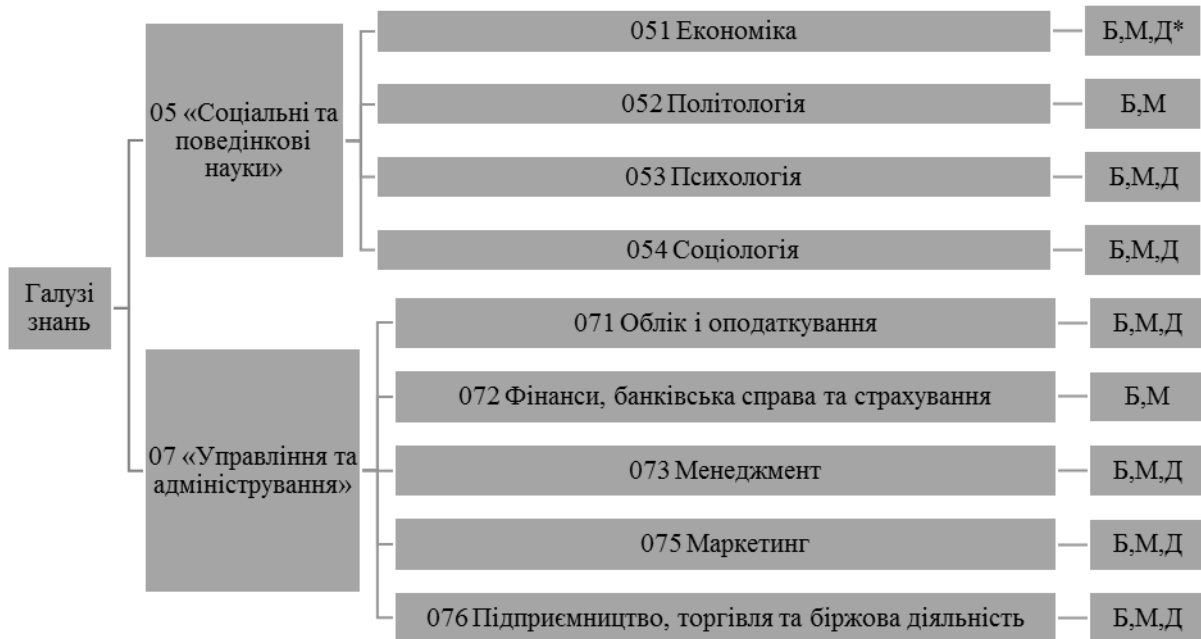 Галузі
знань
05 «Соціальні та
поведінкові
науки»
051 Економіка
Б,М,Д*
052 Політологія
Б,М
053 Психологія
Б,М,Д
054 Соціологія
Б,М,Д
07 «Управління та
адміністрування»
071 Облік і оподаткування
Б,М,Д
072 Фінанси, банківська справа та страхування
Б,М
073 Менеджмент
Б,М,Д
075 Маркетинг
Б,М,Д
076 Підприємництво, торгівля та біржова діяльність
Б,М,Д